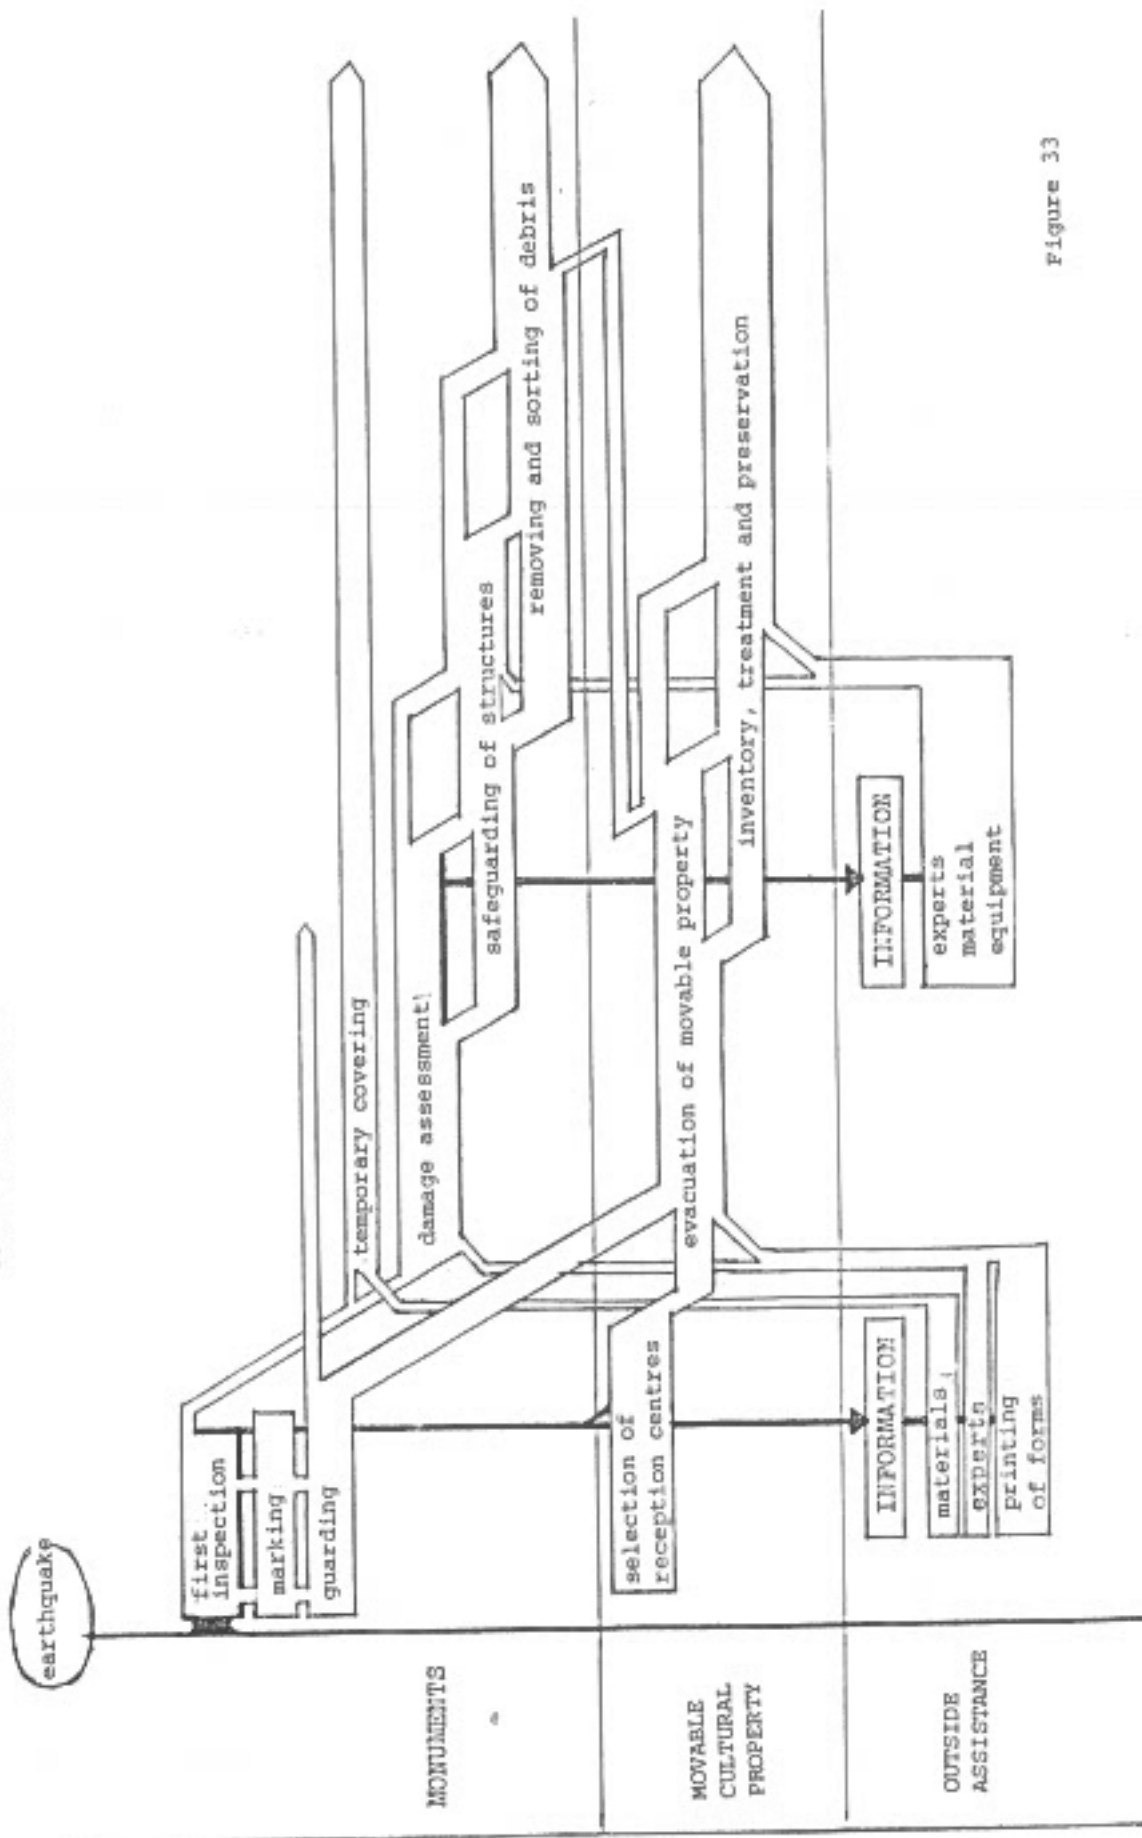 earthquake
MONUMENTS
first
inspection
marking
guarding
temporary covering
damage assessment
safeguarding of structures
removing and sorting of debris
MOVABLE
CULTURAL
PROPERTY
selection of
reception centres
evacuation of movable property
inventory, treatment and preservation
OUTSIDE
ASSISTANCE
INFORMATION
materials
experts
printing
of forms
INFORMATION
experts
material
equipment
Figure 33